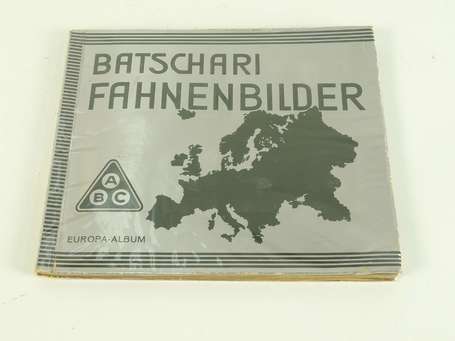 BATSCHARI
FAHNENBILDER
A
B C
EUROPA-ALBUM